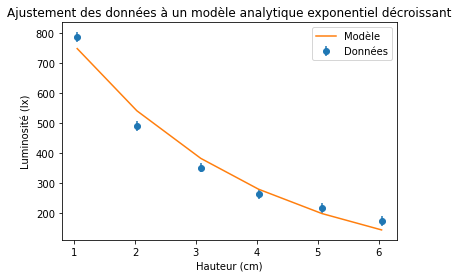 Ajustement des données à un modèle analytique exponentiel décroissant
Modèle
Données
Luminosité (lx)
800
700
600
500
400
300
200
1 2 3 4 5 6
Hauteur (cm)